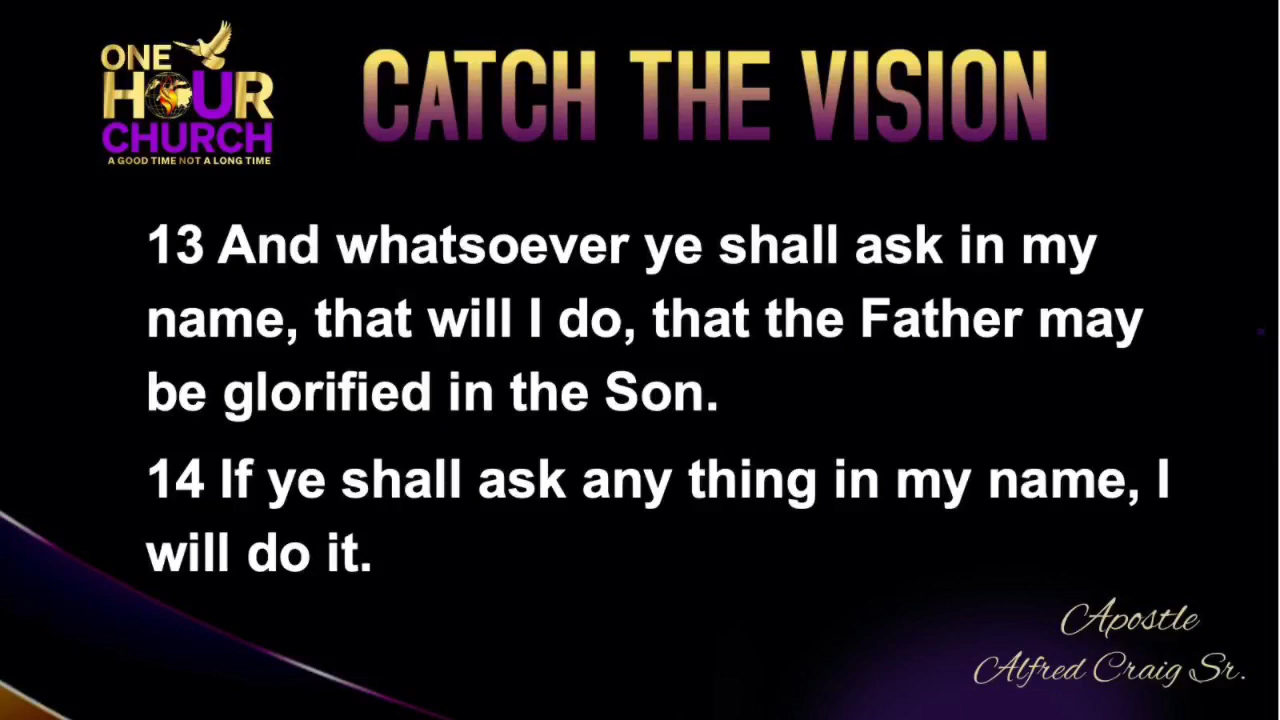 ONE
HOUR
CHURCH
A GOOD TIME NOT A LONG TIME
CATCH THE VISION
13 And whatsoever ye shall ask in my
name, that will I do, that the Father may
be glorified in the Son.
14 If ye shall ask any thing in my name, I
will do it.
Apostle
Alfred Craig Sr.